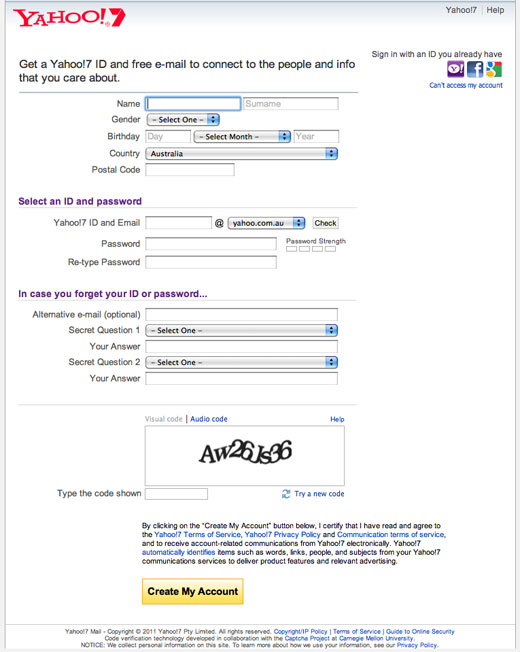 YAHOO!7
Yahoo!7 | Help
Get a Yahoo!7 ID and free e-mail to connect to the people and info
that you care about.
Sign in with an ID you already have
Can't access my account
Name Surname
Gender - Select One -
Birthday Day - Select Month - Year
Country Australia
Postal Code
Select an ID and password
Yahoo!7 ID and Email @ yahoo.com.au Check
Password Password Strength
Re-type Password
In case you forget your ID or password...
Alternative e-mail (optional)
Secret Question 1 - Select One -
Your Answer
Secret Question 2 - Select One -
Your Answer
Visual code | Audio code Help
Aw26Js36
Type the code shown Try a new code
By clicking on the "Create My Account" button below, I certify that I have read and agree to
the Yahoo!7 Terms of Service, Yahoo!7 Privacy Policy and Communication terms of service,
and to receive account-related communications from Yahoo!7 electronically. Yahoo!7
automatically identifies items such as words, links, people, and subjects from your Yahoo!7
communications services to deliver product features and relevant advertising.
Create My Account
Yahoo!7 Mail - Copyright © 2011 Yahoo!7 Pty Limited. All rights reserved. Copyright/IP Policy | Terms of Service | Guide to Online Security
Code verification technology developed in collaboration with the Captcha Project at Carnegie Mellon University.
NOTICE: We collect personal information on this site. To learn more about how we use your information, see our Privacy Policy.